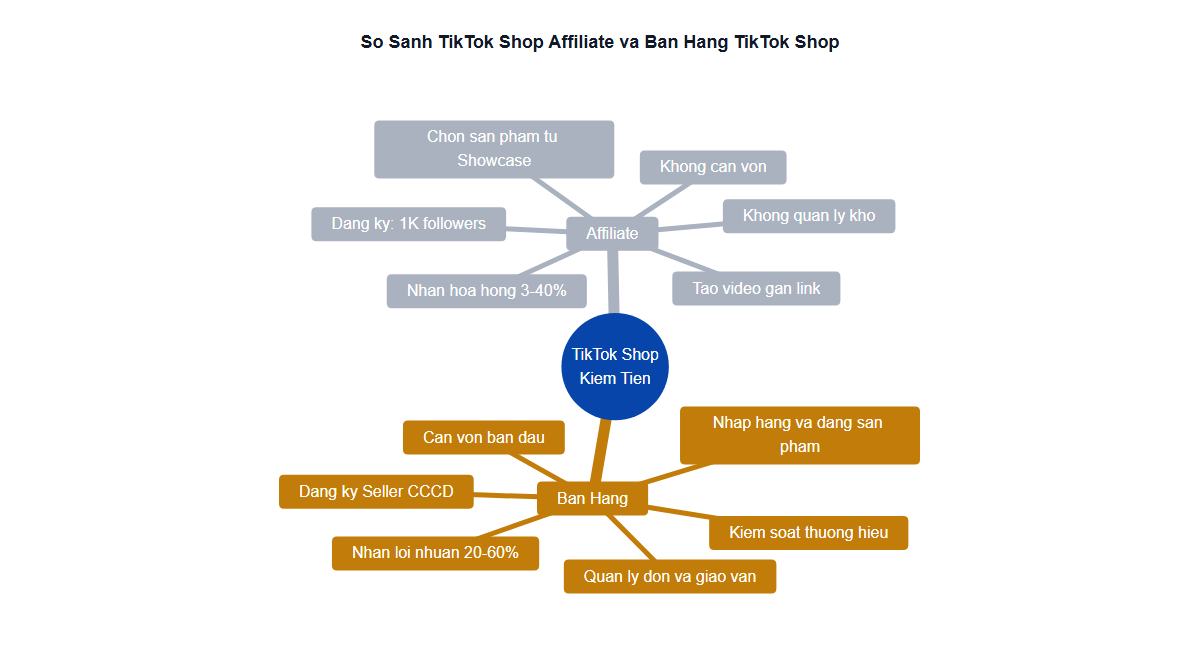 So Sanh TikTok Shop Affiliate va Ban Hang TikTok Shop
Chon san pham tu
Showcase
Khong can von
Dang ky: 1K followers
Affiliate
Khong quan ly kho
Nhan hoa hong 3-40%
Tao video gan link
TikTok Shop
Kiem Tien
Can von ban dau
Nhap hang va dang san
pham
Dang ky Seller CCCD
Ban Hang
Kiem soat thuong hieu
Nhan loi nhuan 20-60%
Quan ly don va giao van